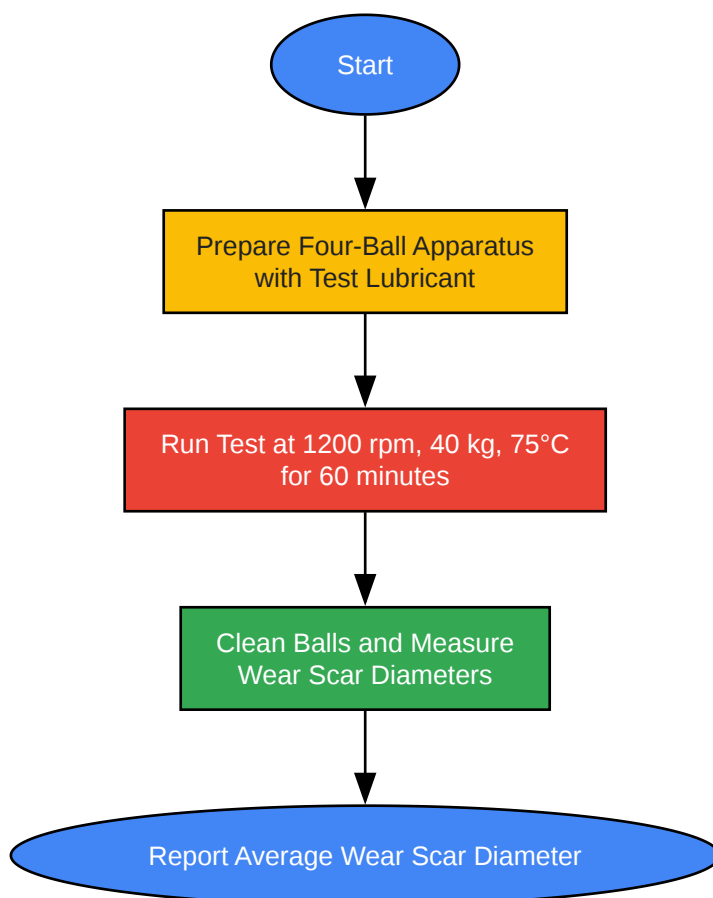 Start
Prepare Four-Ball Apparatus
with Test Lubricant
Run Test at 1200 rpm, 40 kg, 75°C
for 60 minutes
Clean Balls and Measure
Wear Scar Diameters
Report Average Wear Scar Diameter